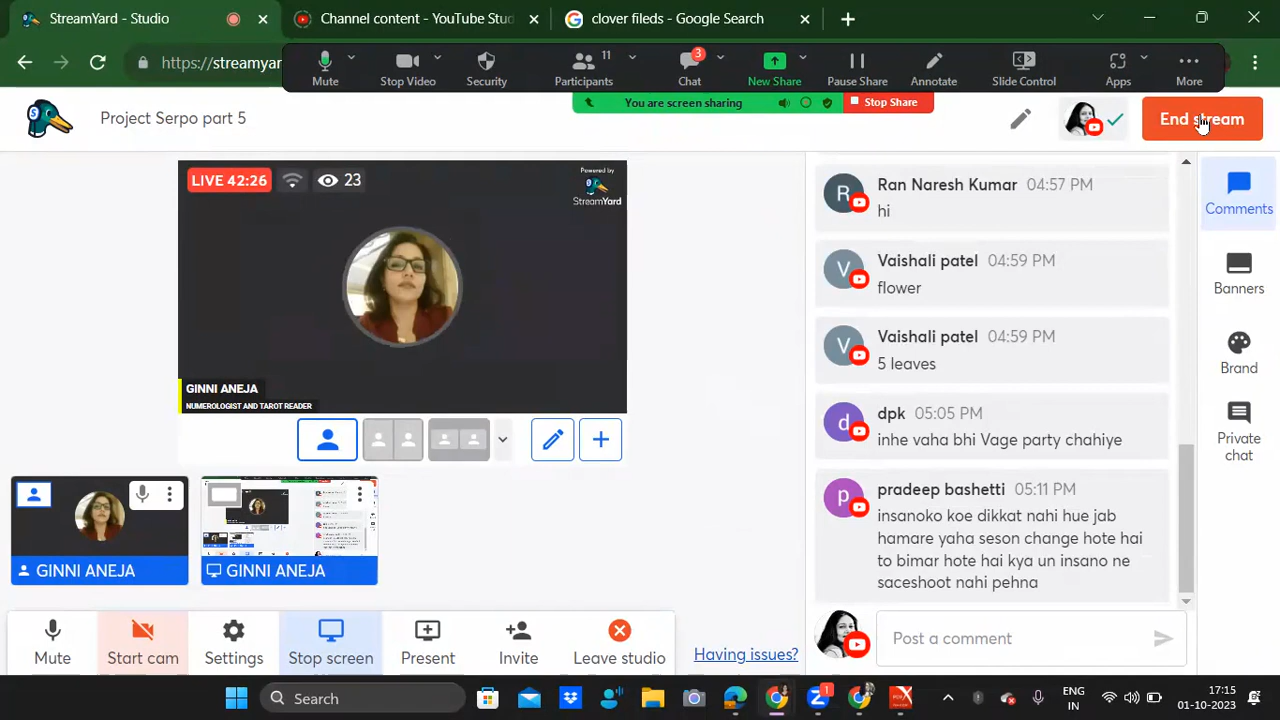 StreamYard - Studio
Channel content - YouTube Stu
clover fileds - Google Search
https://streamyar
Mute
Stop Video
Security
Participants
11
Chat
3
New Share
Pause Share
Annotate
Slide Control
Apps
More
You are screen sharing
Stop Share
Project Serpo part 5
End stream
LIVE 42:26
23
Powered by
StreamYard
GINNI ANEJA
NUMEROLOGIST AND TAROT READER
GINNI ANEJA
GINNI ANEJA
Mute
Start cam
Settings
Stop screen
Present
Invite
Leave studio
Having issues?
R
Ran Naresh Kumar 04:57 PM
hi
V
Vaishali patel 04:59 PM
flower
V
Vaishali patel 04:59 PM
5 leaves
d
dpk 05:05 PM
inhe vaha bhi Vage party chahiye
p
pradeep bashetti 05:11 PM
insanoko koe dikkat nahi hue jab
hamare yaha seson change hote hai
to bimar hote hai kya un insano ne
saceshoot nahi pehna
Post a comment
Comments
Banners
Brand
Private
chat
Search
1
ENG
IN
17:15
01-10-2023